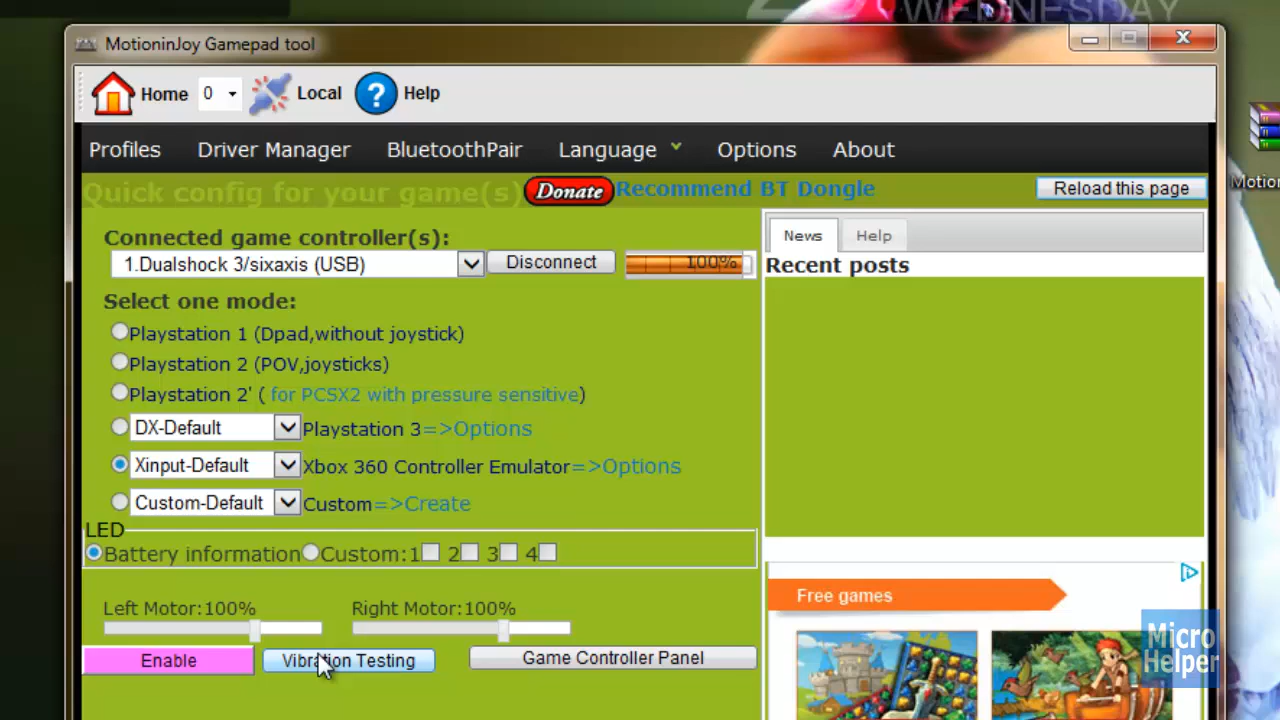 WEDNESDAY
MotioninJoy Gamepad tool
Home 0 Local ? Help
Profiles Driver Manager BluetoothPair Language Options About
Quick config for your game(s) Donate Recommend BT Dongle Reload this page
Connected game controller(s):
1.Dualshock 3/sixaxis (USB) Disconnect 100%
Select one mode:
Playstation 1 (Dpad,without joystick)
Playstation 2 (POV,joysticks)
Playstation 2' ( for PCSX2 with pressure sensitive)
DX-Default Playstation 3=>Options
Xinput-Default Xbox 360 Controller Emulator=>Options
Custom-Default Custom=>Create
LED
Battery information Custom:1 2 3 4
Left Motor:100% Right Motor:100%
Enable Vibration Testing Game Controller Panel
News Help
Recent posts
Free games
Micro
Helper
Motio